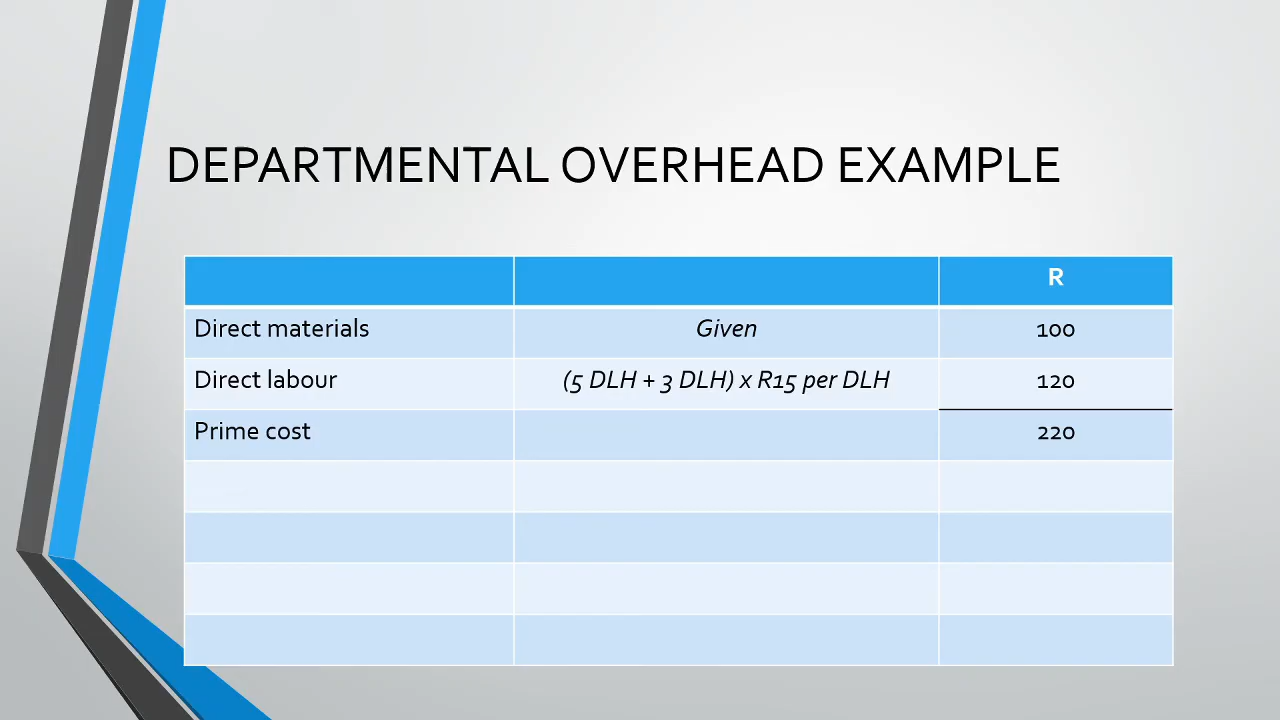 DEPARTMENTAL OVERHEAD EXAMPLE
R
Direct materials Given 100
Direct labour (5 DLH + 3 DLH) x R15 per DLH 120
Prime cost 220